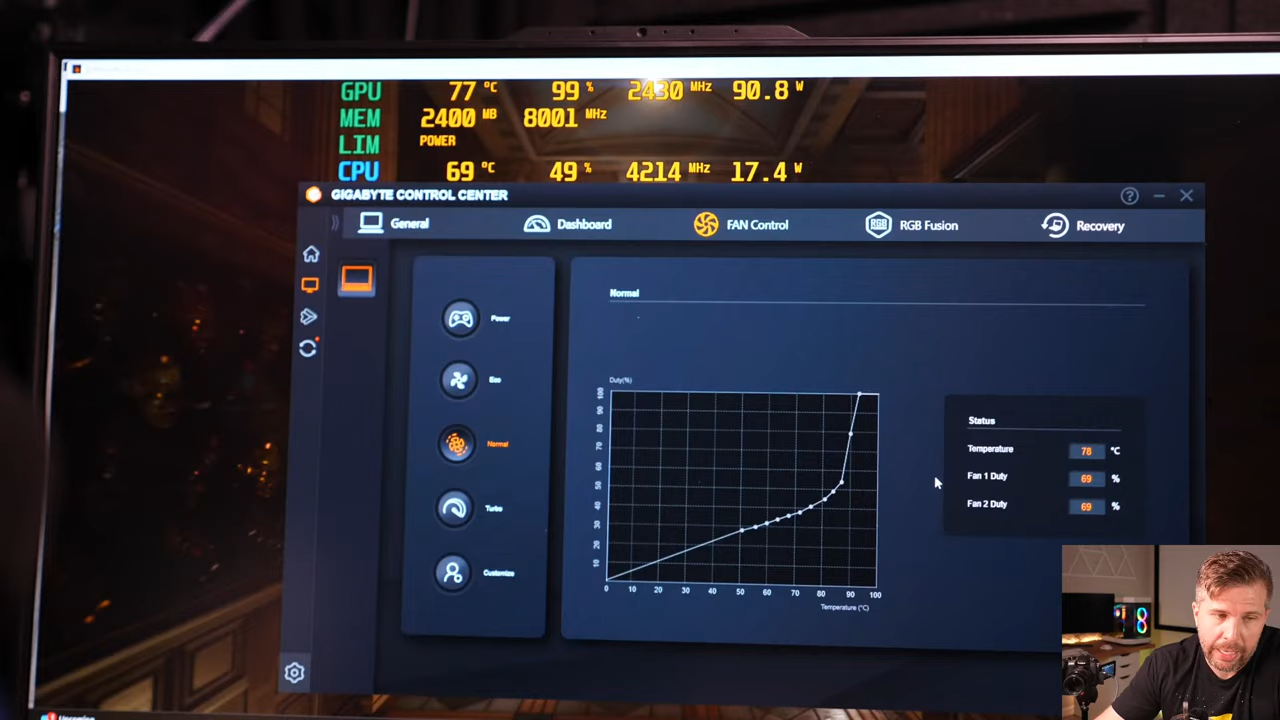 GPU 77 °C 99 % 2430 MHz 90.8 W
MEM 2400 MB 8001 MHz
LIM POWER
CPU 69 °C 49 % 4214 MHz 17.4 W
GIGABYTE CONTROL CENTER
?
General Dashboard FAN Control RGB RGB Fusion Recovery
Power
Eco
Normal
Turbo
Customize
Normal
Duty(%)
100
90
80
70
60
50
40
30
20
10
0 10 20 30 40 50 60 70 80 90 100
Temperature (°C)
Status
Temperature 78 °C
Fan 1 Duty 69 %
Fan 2 Duty 69 %
Upcoming